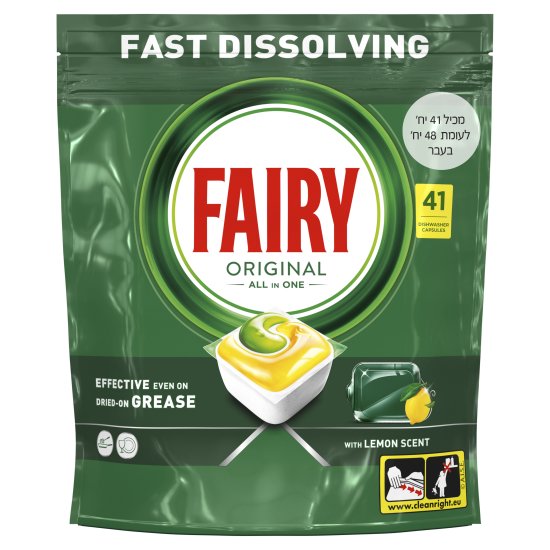 FAST DISSOLVING
מכיל 41 יח'
לעומת 48 יח'
בעבר
FAIRY
ORIGINAL
ALL IN ONE
41
DISHWASHER
CAPSULES
EFFECTIVE EVEN ON
DRIED-ON GREASE
WITH LEMON SCENT
www.cleanright.eu
A.I.S.E.